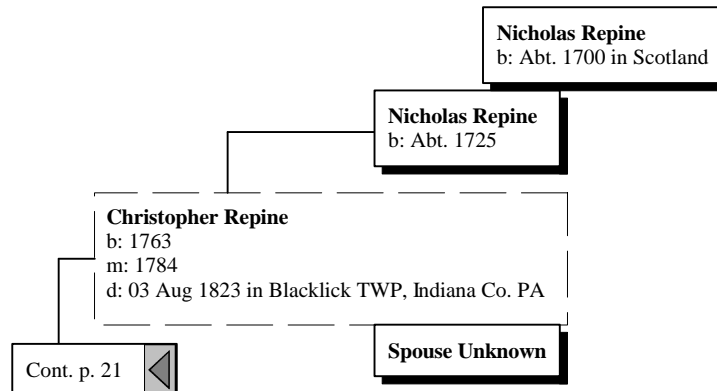 Nicholas Repine
b: Abt. 1700 in Scotland
Nicholas Repine
b: Abt. 1725
Christopher Repine
b: 1763
m: 1784
d: 03 Aug 1823 in Blacklick TWP, Indiana Co. PA
Spouse Unknown
Cont. p. 21